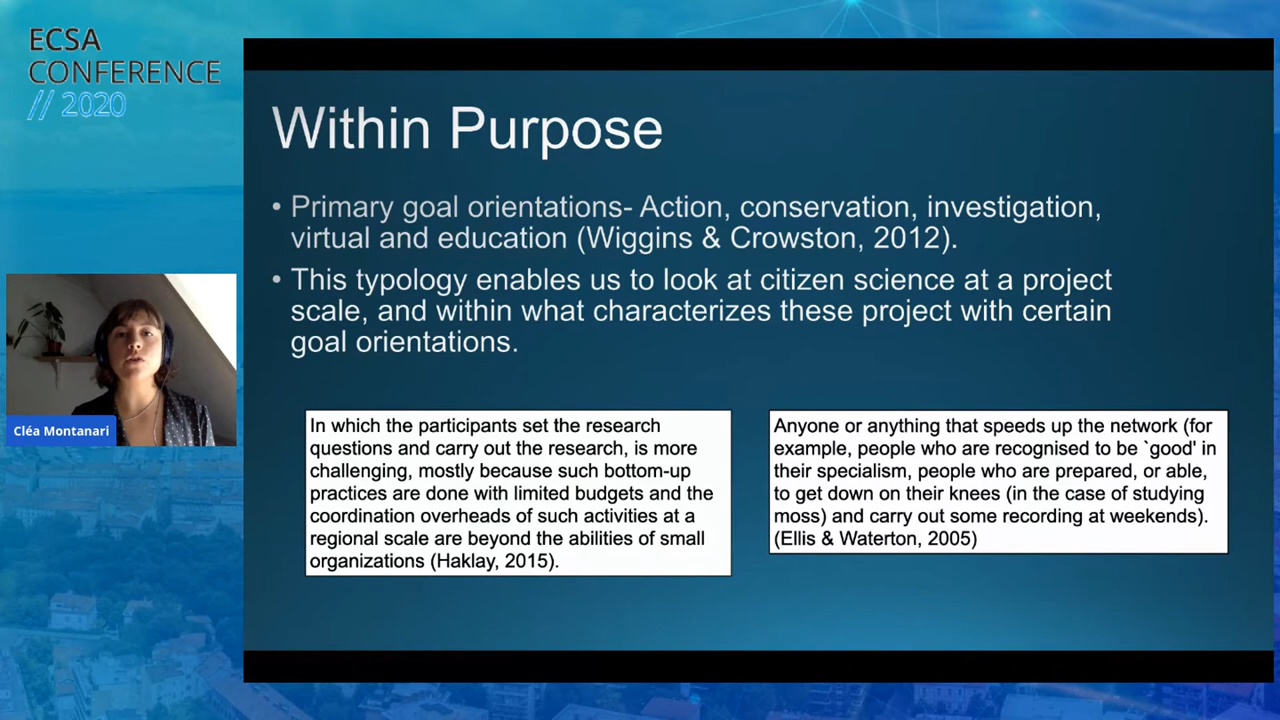 ECSA
CONFERENCE
// 2020
Within Purpose
• Primary goal orientations- Action, conservation, investigation,
virtual and education (Wiggins & Crowston, 2012).
• This typology enables us to look at citizen science at a project
scale, and within what characterizes these project with certain
goal orientations.
Cléa Montanari
In which the participants set the research
questions and carry out the research, is more
challenging, mostly because such bottom-up
practices are done with limited budgets and the
coordination overheads of such activities at a
regional scale are beyond the abilities of small
organizations (Haklay, 2015).
Anyone or anything that speeds up the network (for
example, people who are recognised to be `good' in
their specialism, people who are prepared, or able,
to get down on their knees (in the case of studying
moss) and carry out some recording at weekends).
(Ellis & Waterton, 2005)